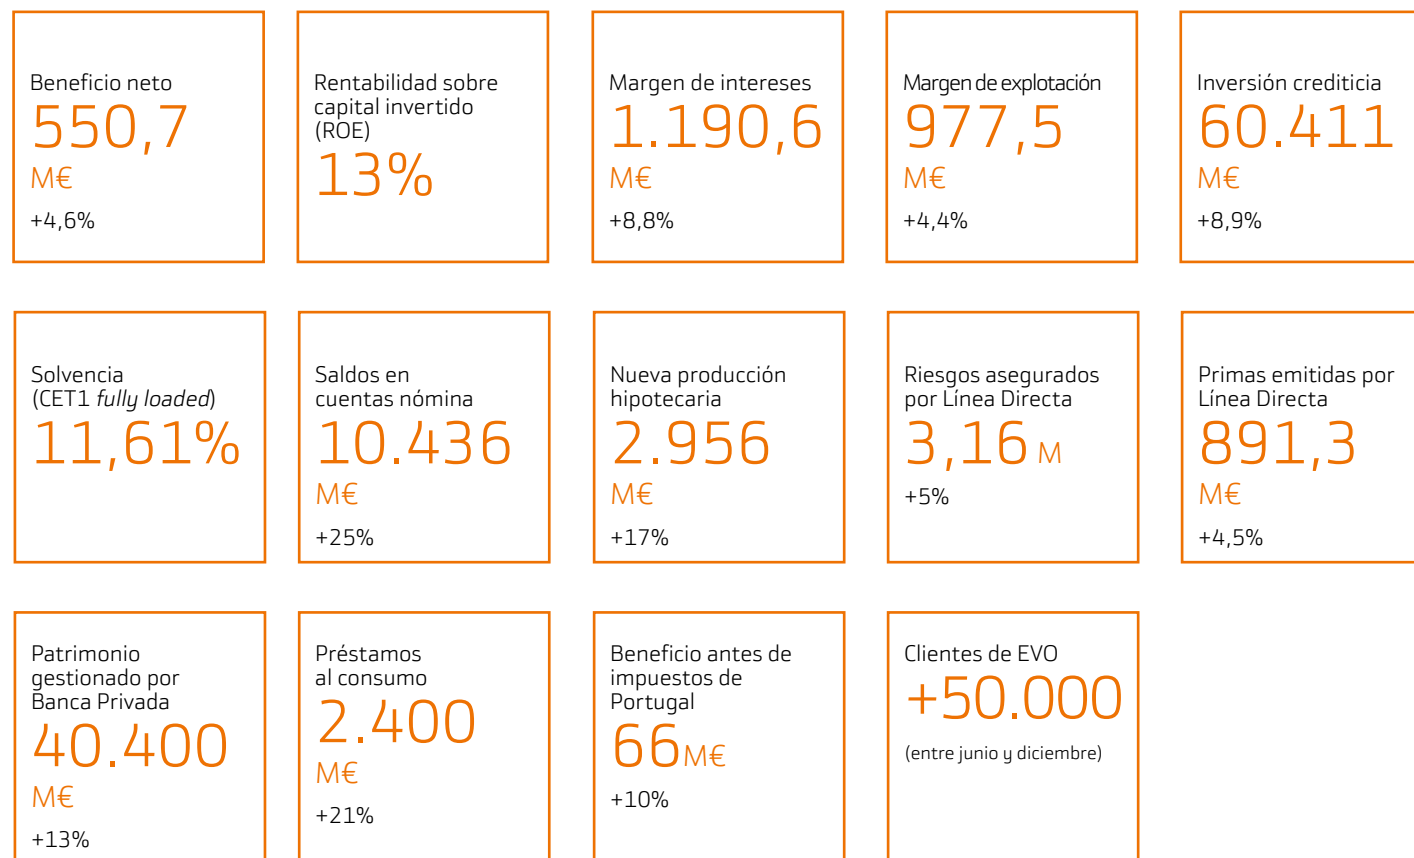 Beneficio neto
550,7
M€
+4,6%
Rentabilidad sobre
capital invertido
(ROE)
13%
Margen de intereses
1.190,6
M€
+8,8%
Margen de explotación
977,5
M€
+4,4%
Inversión crediticia
60.411
M€
+8,9%
Solvencia
(CET1 fully loaded)
11,61%
Saldos en
cuentas nómina
10.436
M€
+25%
Nueva producción
hipotecaria
2.956
M€
+17%
Riesgos asegurados
por Línea Directa
3,16 M
+5%
Primas emitidas por
Línea Directa
891,3
M€
+4,5%
Patrimonio
gestionado por
Banca Privada
40.400
M€
+13%
Préstamos
al consumo
2.400
M€
+21%
Beneficio antes de
impuestos de
Portugal
66 M€
+10%
Clientes de EVO
+50.000
(entre junio y diciembre)